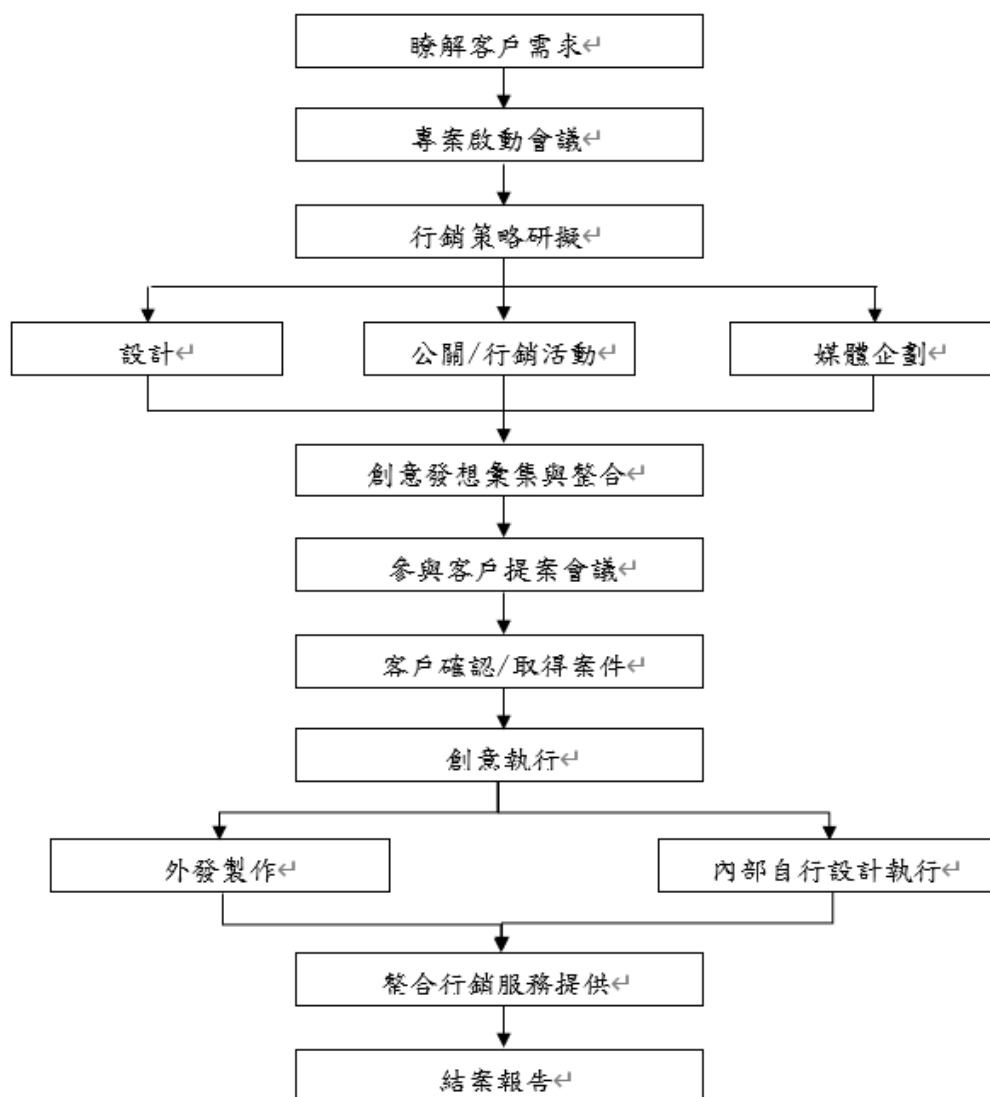 瞭解客戶需求↵
專案啟動會議↵
行銷策略研擬↵
設計↵
公關/行銷活動↵
媒體企劃↵
創意發想彙集與整合↵
參與客戶提案會議↵
客戶確認/取得案件↵
創意執行↵
外發製作↵
內部自行設計執行↵
整合行銷服務提供↵
結案報告↵